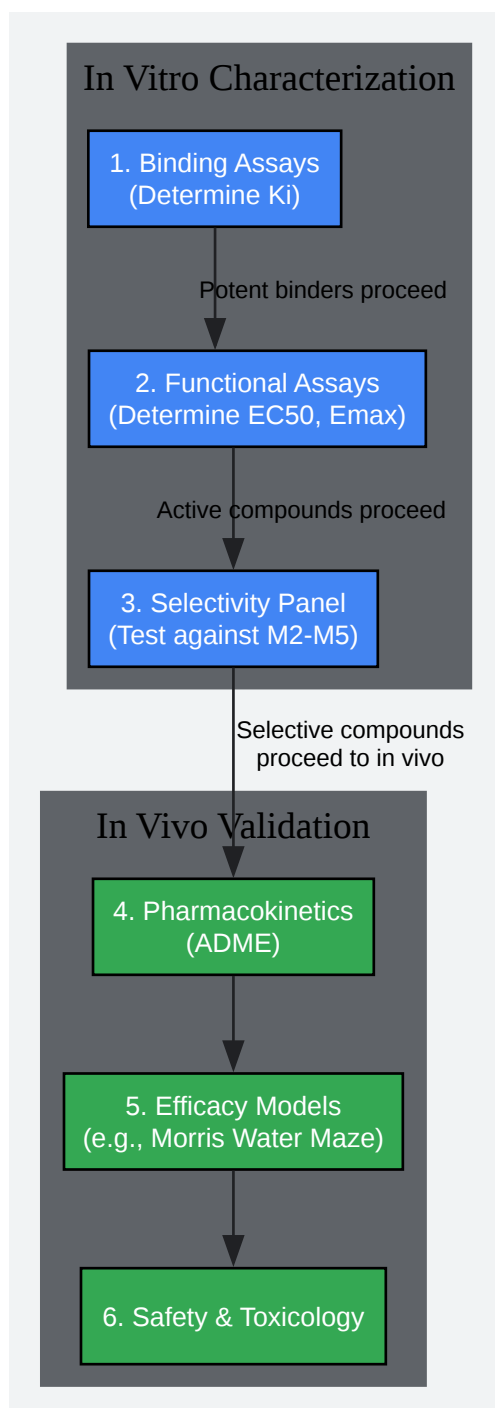 In Vitro Characterization
1. Binding Assays
(Determine Ki)
Potent binders proceed
2. Functional Assays
(Determine EC50, Emax)
Active compounds proceed
3. Selectivity Panel
(Test against M2-M5)
Selective compounds
proceed to in vivo
In Vivo Validation
4. Pharmacokinetics
(ADME)
5. Efficacy Models
(e.g., Morris Water Maze)
6. Safety & Toxicology